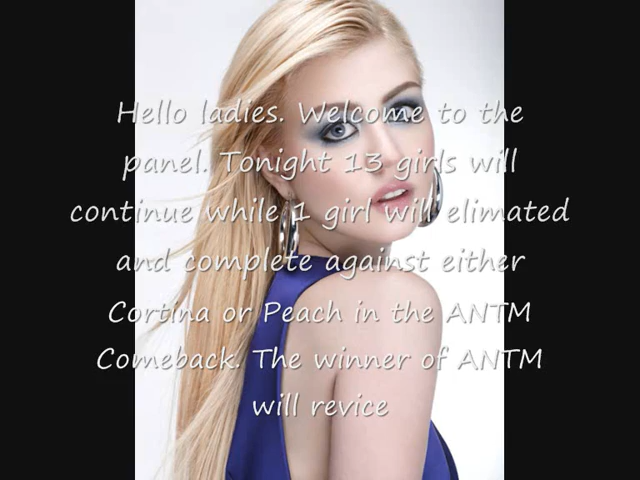 Hello ladies. Welcome to the
panel. Tonight 13 girls will
continue while 1 girl will elimated
and complete against either
Cortina or Peach in the ANTM
Comeback. The winner of ANTM
will revice